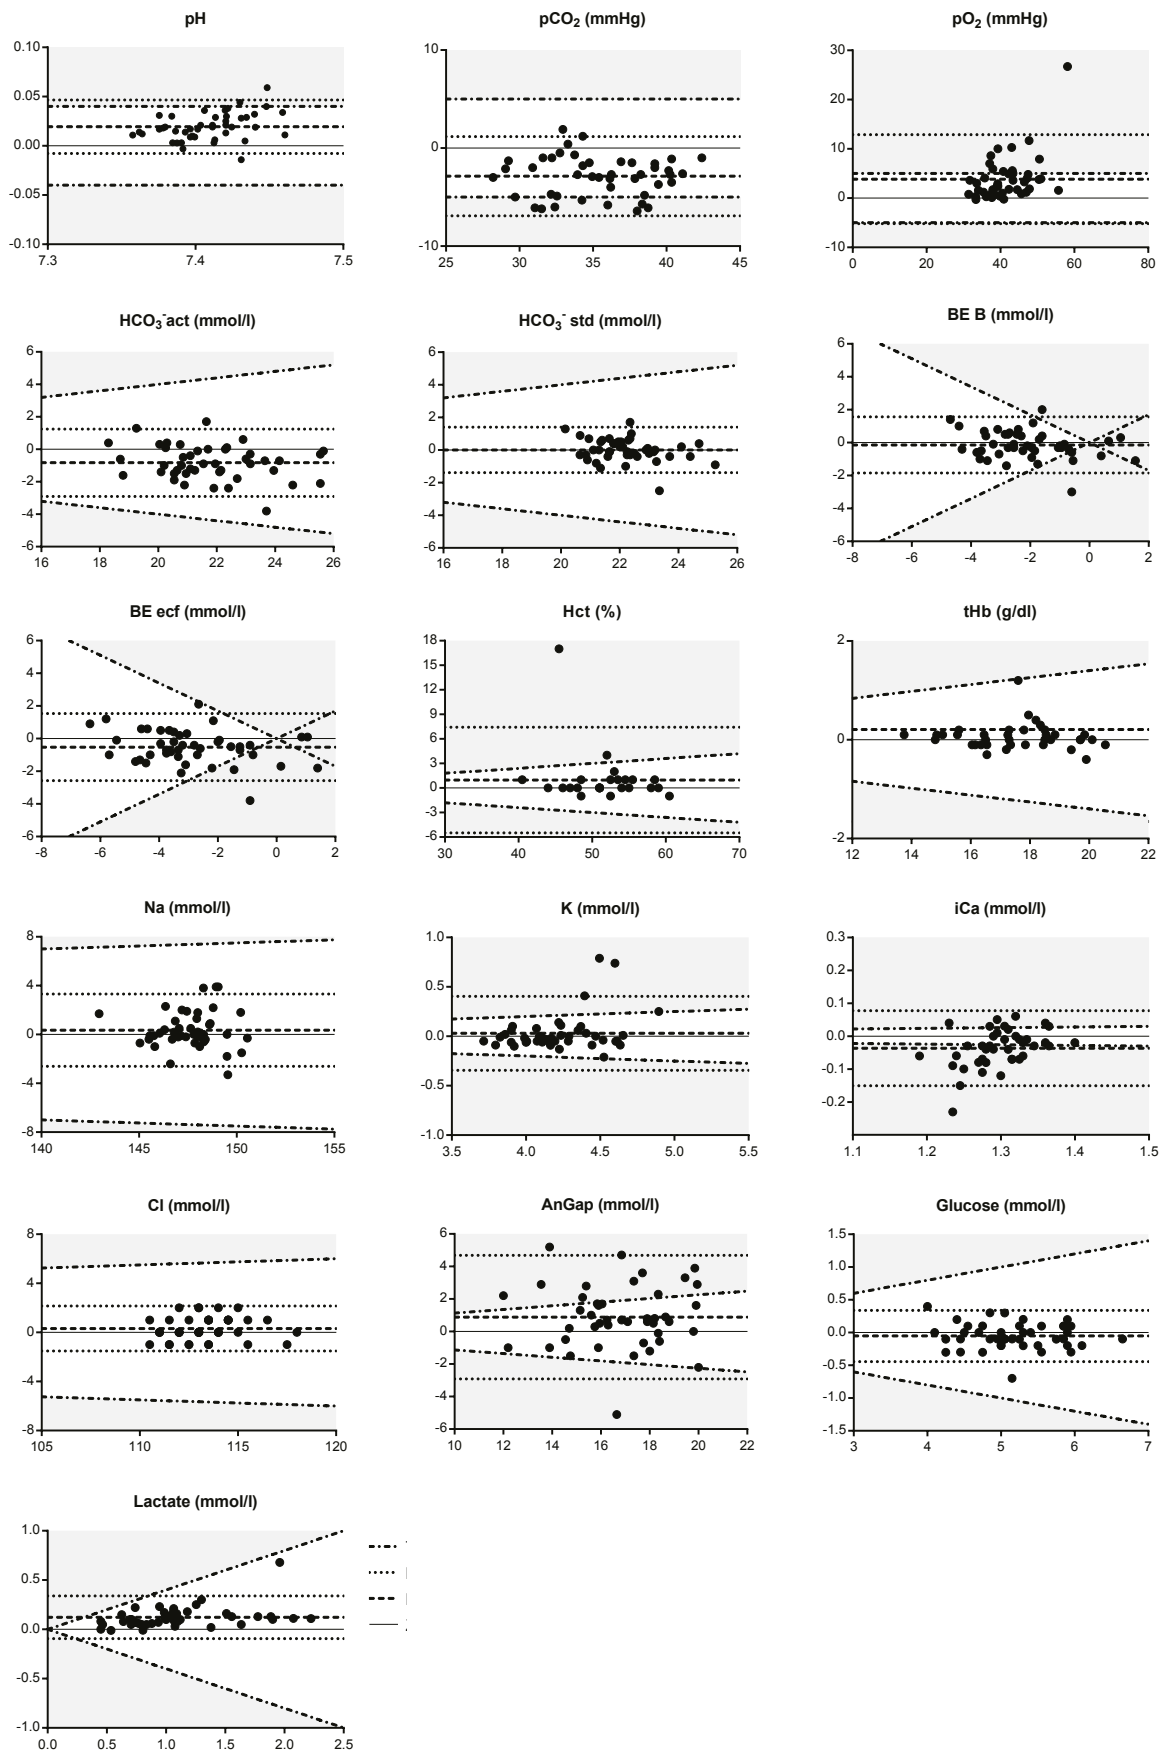 pH
pCO₂ (mmHg)
pO₂ (mmHg)
0.10
0.05
0.00
-0.05
-0.10
7.3 7.4 7.5
10
0
-10
25 30 35 40 45
30
20
10
0
-10
0 20 40 60 80
HCO₃⁻act (mmol/l)
HCO₃⁻ std (mmol/l)
BE B (mmol/l)
6
4
2
0
-2
-4
-6
16 18 20 22 24 26
6
4
2
0
-2
-4
-6
16 18 20 22 24 26
6
4
2
0
-2
-4
-6
-8 -6 -4 -2 0 2
BE ecf (mmol/l)
Hct (%)
tHb (g/dl)
6
4
2
0
-2
-4
-6
-8 -6 -4 -2 0 2
18
15
12
9
6
3
0
-3
-6
30 40 50 60 70
2
0
-2
12 14 16 18 20 22
Na (mmol/l)
K (mmol/l)
iCa (mmol/l)
8
4
0
-4
-8
140 145 150 155
1.0
0.5
0.0
-0.5
-1.0
3.5 4.0 4.5 5.0 5.5
0.3
0.2
0.1
0.0
-0.1
-0.2
1.1 1.2 1.3 1.4 1.5
Cl (mmol/l)
AnGap (mmol/l)
Glucose (mmol/l)
8
4
0
-4
-8
105 110 115 120
6
4
2
0
-2
-4
-6
10 12 14 16 18 20 22
1.5
1.0
0.5
0.0
-0.5
-1.0
-1.5
3 4 5 6 7
Lactate (mmol/l)
1.0
0.5
0.0
-0.5
-1.0
0.0 0.5 1.0 1.5 2.0 2.5